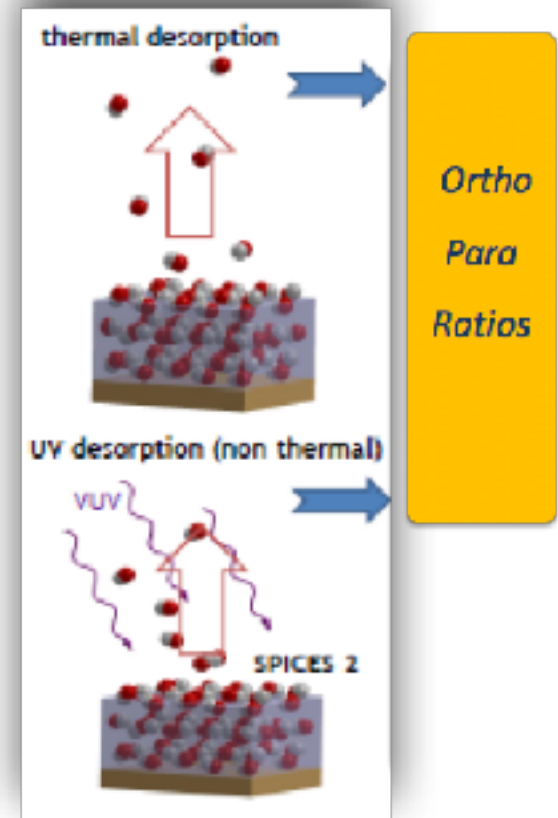 thermal desorption
Ortho
Para
Ratios
UV desorption (non thermal)
VUV
SPICES 2